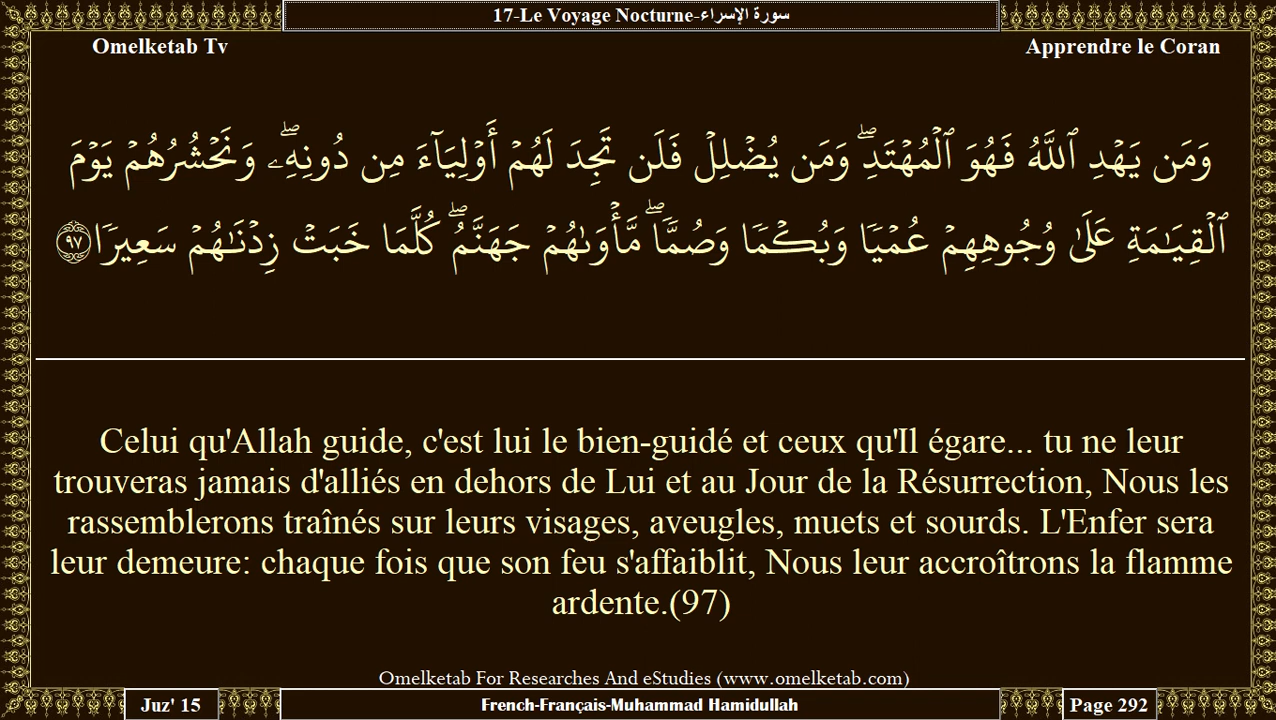 17-Le Voyage Nocturne-سورة الإسراء
Omelketab Tv
Apprendre le Coran
وَمَن يَهۡدِ ٱللَّهُ فَهُوَ ٱلۡمُهۡتَدِۖ وَمَن يُضۡلِلۡ فَلَن تَجِدَ لَهُمۡ أَوۡلِيَآءَ مِن دُونِهِۦۖ وَنَحۡشُرُهُمۡ يَوۡمَ
ٱلۡقِيَٰمَةِ عَلَىٰ وُجُوهِهِمۡ عُمۡيٗا وَبُكۡمٗا وَصُمّٗاۖ مَّأۡوَىٰهُمۡ جَهَنَّمُۖ كُلَّمَا خَبَتۡ زِدۡنَٰهُمۡ سَعِيرٗا ٩٧
Celui qu'Allah guide, c'est lui le bien-guidé et ceux qu'Il égare... tu ne leur
trouveras jamais d'alliés en dehors de Lui et au Jour de la Résurrection, Nous les
rassemblerons traînés sur leurs visages, aveugles, muets et sourds. L'Enfer sera
leur demeure: chaque fois que son feu s'affaiblit, Nous leur accroîtrons la flamme
ardente.(97)
Omelketab For Researches And eStudies (www.omelketab.com)
Juz' 15
French-Français-Muhammad Hamidullah
Page 292